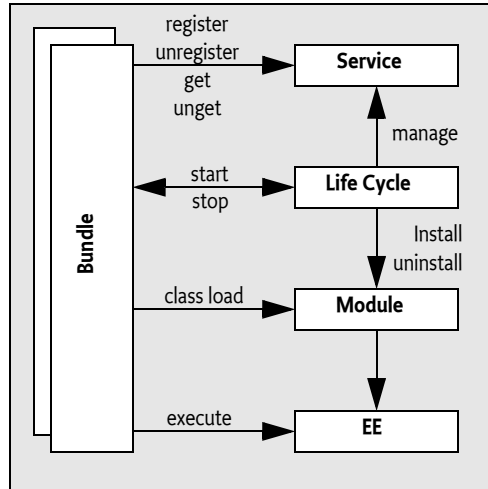 register
unregister
get
unget
Service
manage
start
stop
Life Cycle
Bundle
Install
uninstall
class load
Module
execute
EE